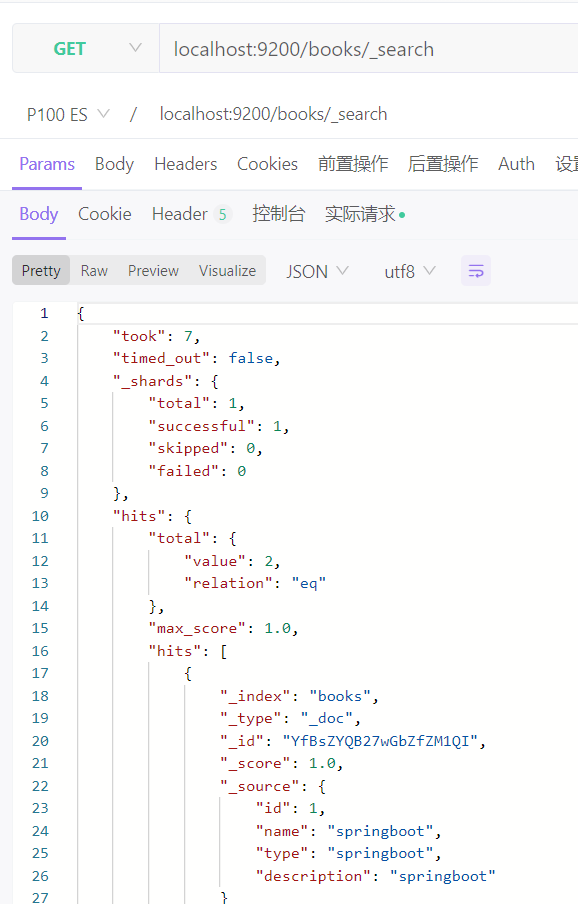 GET localhost:9200/books/_search
P100 ES / localhost:9200/books/_search
Params Body Headers Cookies 前置操作 后置操作 Auth
Body Cookie Header 5 控制台 实际请求
Pretty Raw Preview Visualize JSON utf8
1 {
2 "took": 7,
3 "timed_out": false,
4 "_shards": {
5 "total": 1,
6 "successful": 1,
7 "skipped": 0,
8 "failed": 0
9 },
10 "hits": {
11 "total": {
12 "value": 2,
13 "relation": "eq"
14 },
15 "max_score": 1.0,
16 "hits": [
17 {
18 "_index": "books",
19 "_type": "_doc",
20 "_id": "YfBsZYQB27wGbZfZM1QI",
21 "_score": 1.0,
22 "_source": {
23 "id": 1,
24 "name": "springboot",
25 "type": "springboot",
26 "description": "springboot"
27 }